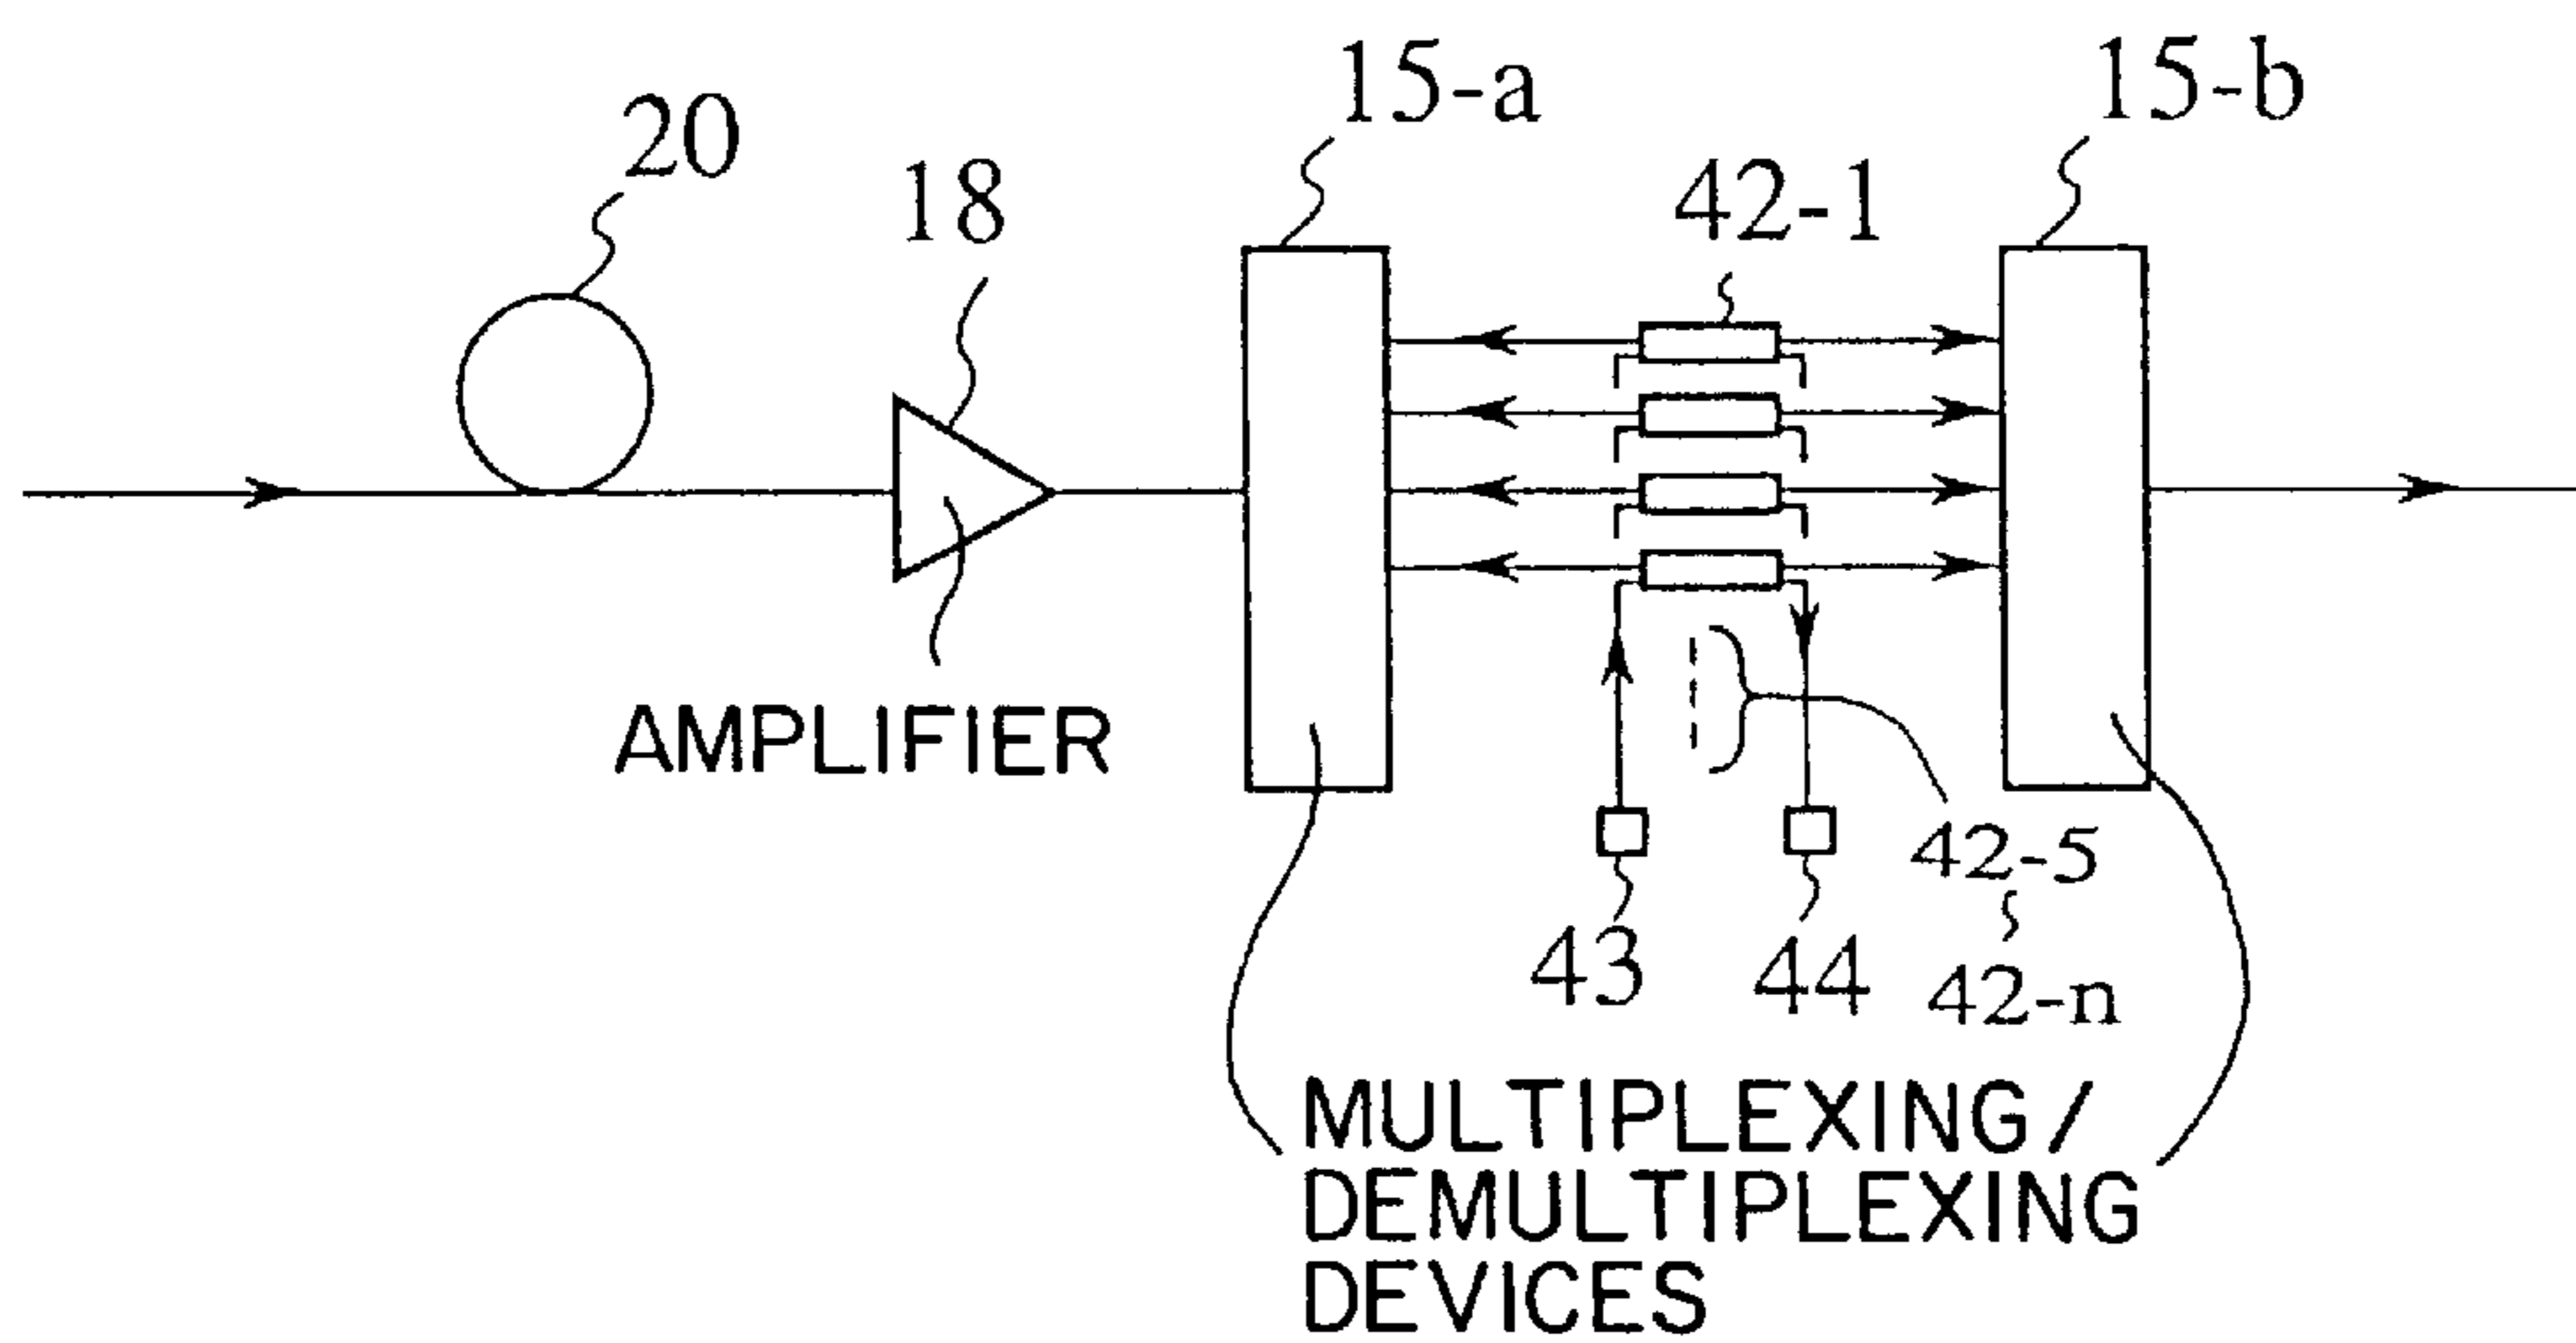 15-a
15-b
20
18
42-1
AMPLIFIER
42-5
43
44
42-n
MULTIPLEXING/
DEMULTIPLEXING
DEVICES